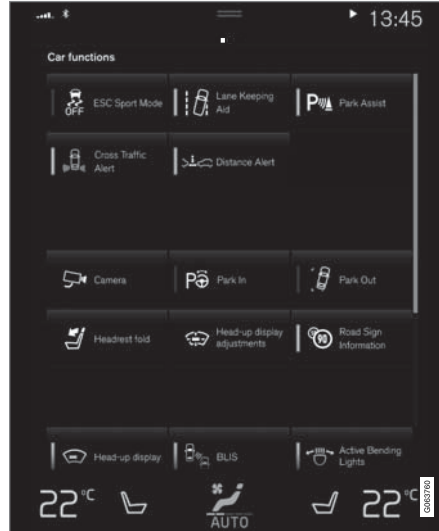 13:45
Car functions
OFF ESC Sport Mode
Lane Keeping
Aid
P Park Assist
Cross Traffic
Alert
Distance Alert
Camera
P Park In
Park Out
Headrest fold
Head-up display
adjustments
90 Road Sign
Information
Head-up display
BLIS
Active Bending
Lights
22°C
AUTO
22°C
G063760